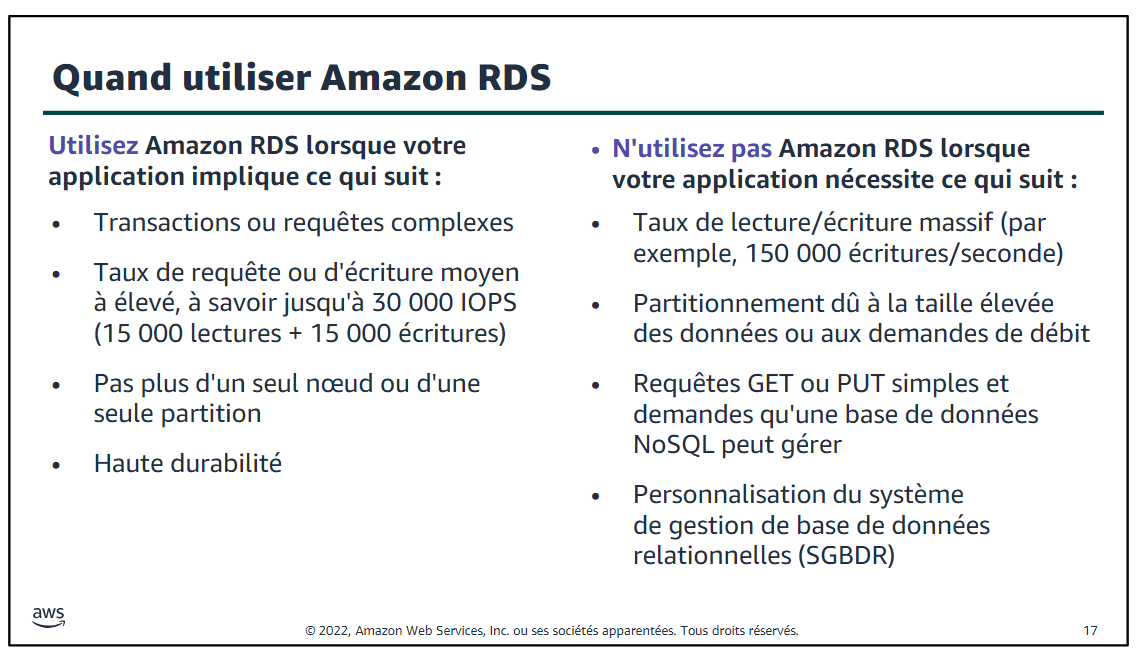 Quand utiliser Amazon RDS
Utilisez Amazon RDS lorsque votre
application implique ce qui suit :
• Transactions ou requêtes complexes
• Taux de requête ou d'écriture moyen
à élevé, à savoir jusqu'à 30 000 IOPS
(15 000 lectures + 15 000 écritures)
• Pas plus d'un seul nœud ou d'une
seule partition
• Haute durabilité
• N'utilisez pas Amazon RDS lorsque
votre application nécessite ce qui suit :
• Taux de lecture/écriture massif (par
exemple, 150 000 écritures/seconde)
• Partitionnement dû à la taille élevée
des données ou aux demandes de débit
• Requêtes GET ou PUT simples et
demandes qu'une base de données
NoSQL peut gérer
• Personnalisation du système
de gestion de base de données
relationnelles (SGBDR)
aws
© 2022, Amazon Web Services, Inc. ou ses sociétés apparentées. Tous droits réservés.
17